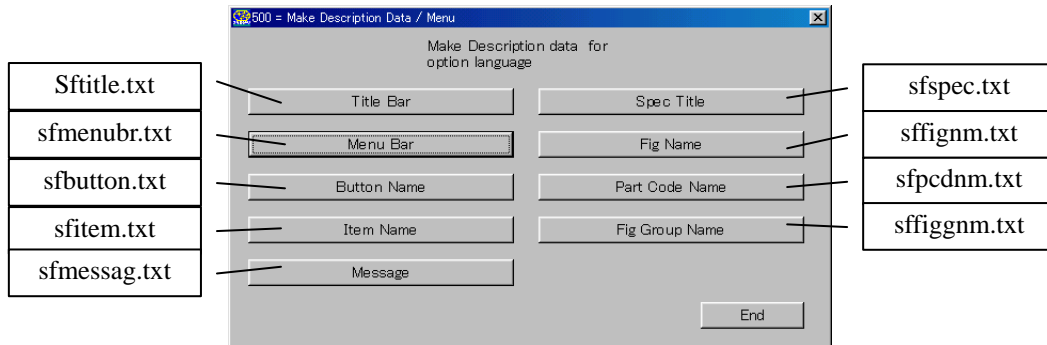 500 = Make Description Data / Menu
Make Description data for
option language
Sftitle.txt
Title Bar
Spec Title
sfspec.txt
sfmenubr.txt
Menu Bar
Fig Name
sffignm.txt
sfbutton.txt
Button Name
Part Code Name
sfpcdnm.txt
sfitem.txt
Item Name
Fig Group Name
sffiggnm.txt
sfmessag.txt
Message
End